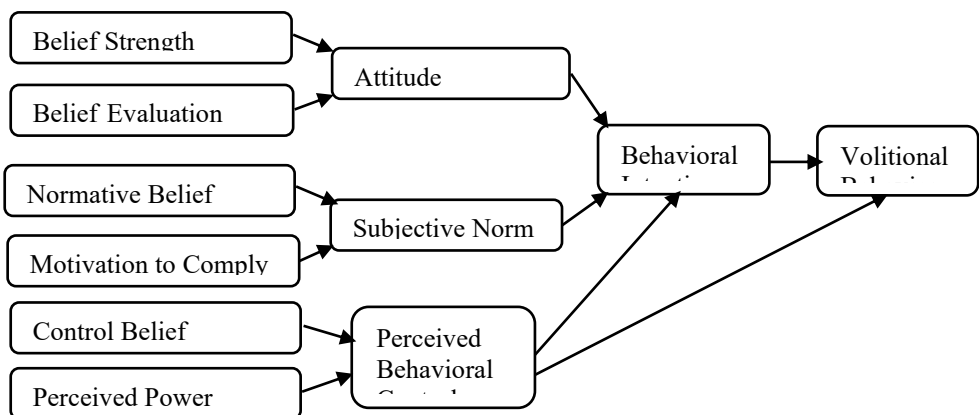 Belief Strength
Belief Evaluation
Attitude
Behavioral
Volitional
Normative Belief
Motivation to Comply
Subjective Norm
Control Belief
Perceived Power
Perceived
Behavioral